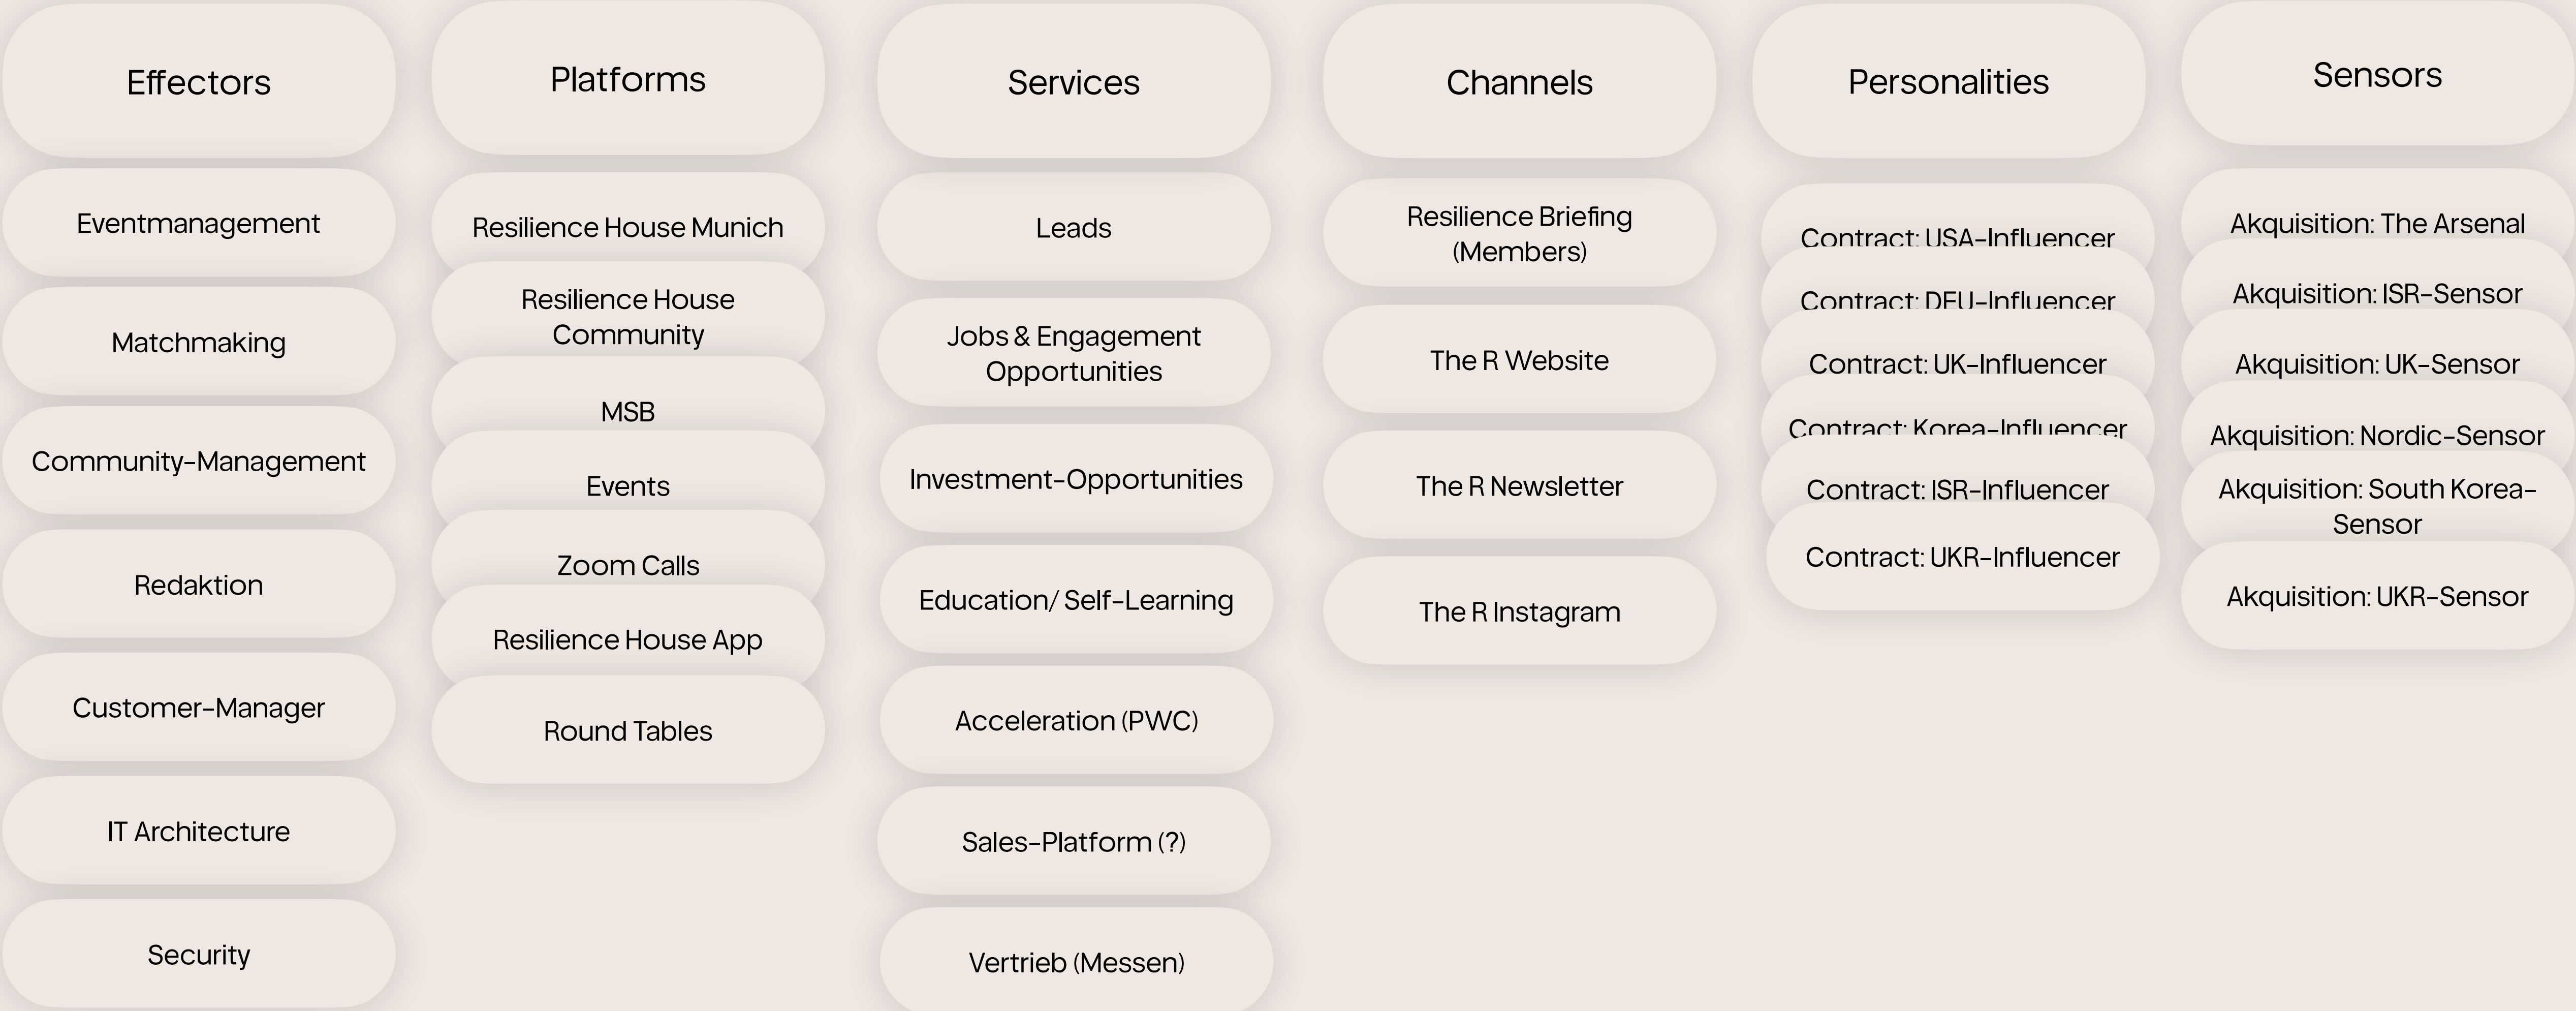 Effectors
Eventmanagement
Matchmaking
Community-Management
Redaktion
Customer-Manager
IT Architecture
Security
Platforms
Resilience House Munich
Resilience House
Community
MSB
Events
Zoom Calls
Resilience House App
Round Tables
Services
Leads
Jobs & Engagement
Opportunities
Investment-Opportunities
Education/ Self-Learning
Acceleration (PWC)
Sales-Platform (?)
Vertrieb (Messen)
Channels
Resilience Briefing
(Members)
The R Website
The R Newsletter
The R Instagram
Personalities
Contract: USA-Influencer
Contract: DEU-Influencer
Contract: UK-Influencer
Contract: Korea-Influencer
Contract: ISR-Influencer
Contract: UKR-Influencer
Sensors
Akquisition: The Arsenal
Akquisition: ISR-Sensor
Akquisition: UK-Sensor
Akquisition: Nordic-Sensor
Akquisition: South Korea-
Sensor
Akquisition: UKR-Sensor